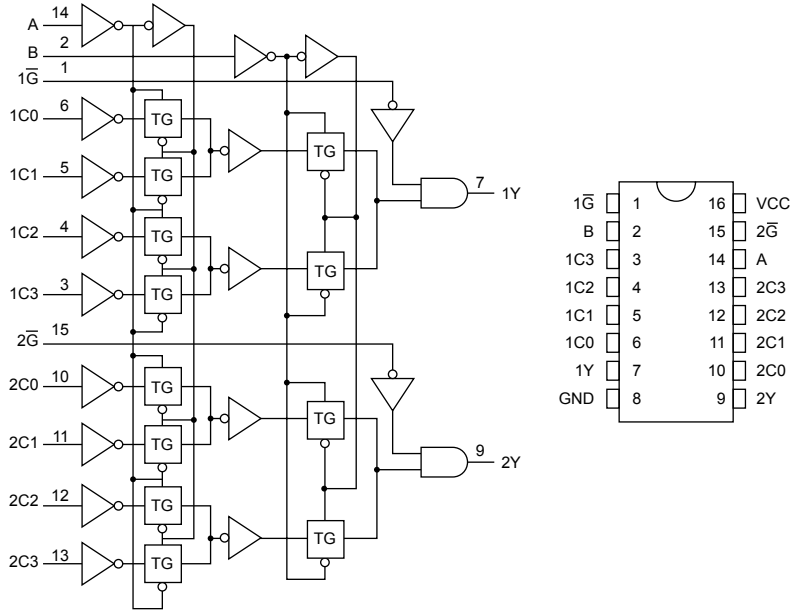 A 14
B 2
1G̅ 1
1C0 6
TG
TG
1C1 5
TG
7 1Y
1C2 4
TG
TG
1C3 3
TG
2G̅ 15
2C0 10
TG
TG
2C1 11
TG
9 2Y
2C2 12
TG
TG
2C3 13
TG
1G̅ 1 16 VCC
B 2 15 2G̅
1C3 3 14 A
1C2 4 13 2C3
1C1 5 12 2C2
1C0 6 11 2C1
1Y 7 10 2C0
GND 8 9 2Y